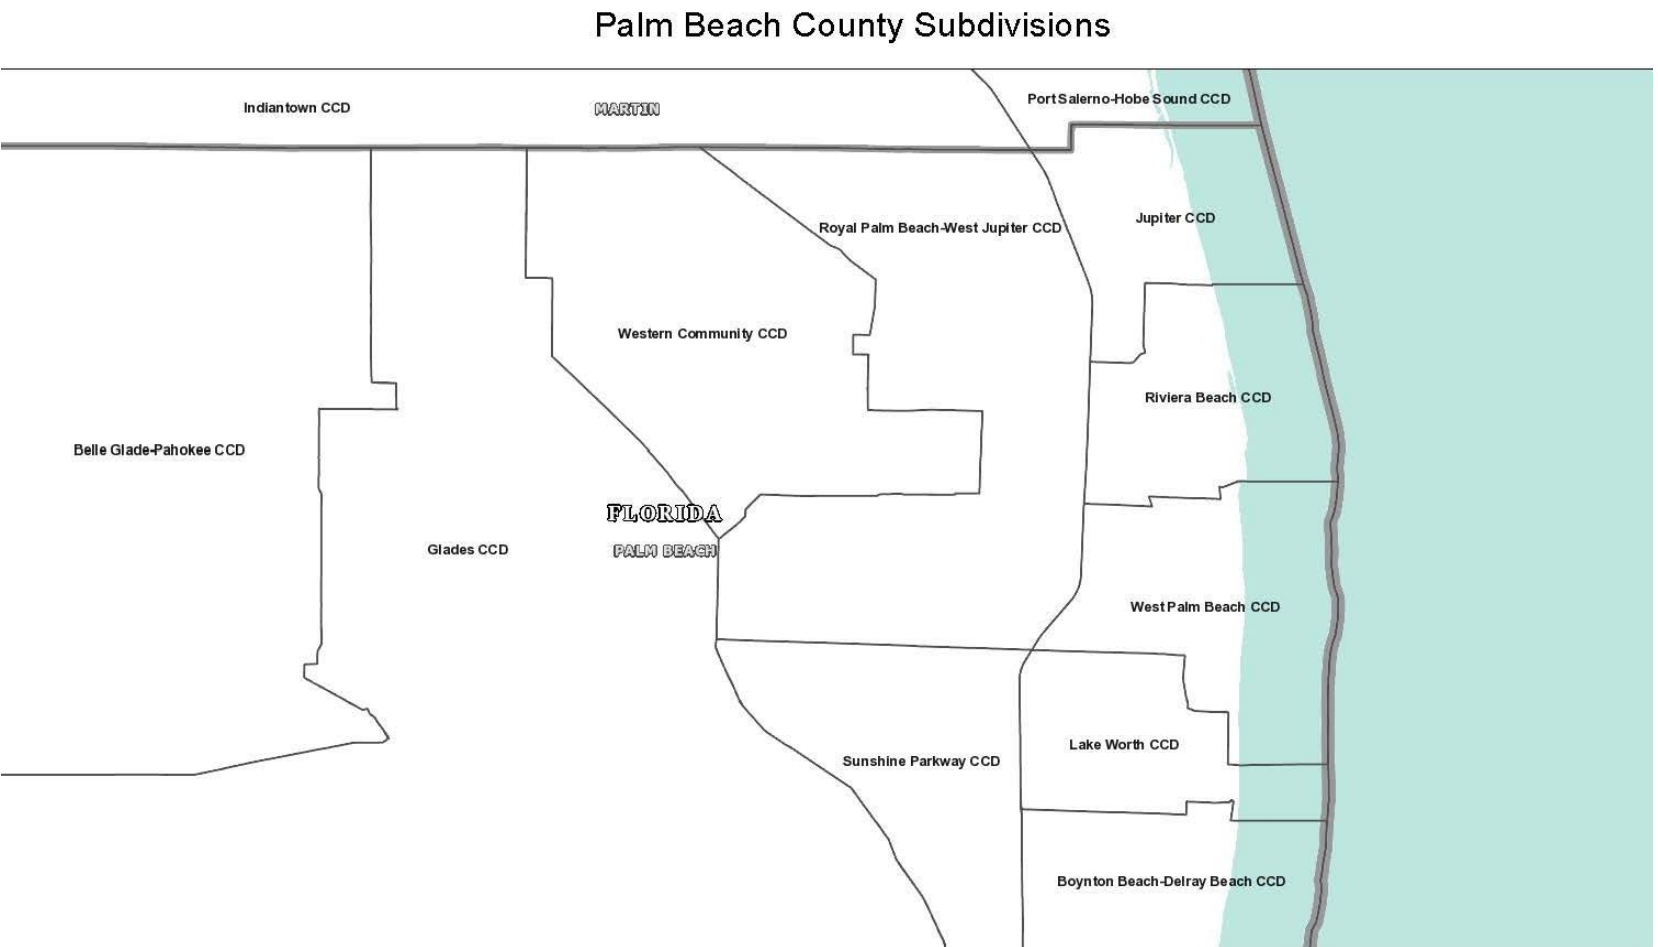 Palm Beach County Subdivisions
Port Salerno-Hobe Sound CCD
Indiantown CCD
MARTIN
Jupiter CCD
Royal Palm Beach-West Jupiter CCD
Western Community CCD
Riviera Beach CCD
Belle Glade-Pahokee CCD
FLORIDA
Glades CCD
PALM BEACH
West Palm Beach CCD
Lake Worth CCD
Sunshine Parkway CCD
Boynton Beach-Delray Beach CCD